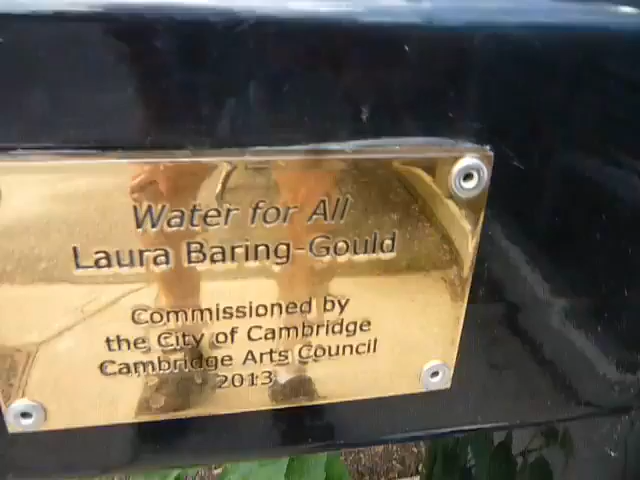 Water for All
Laura Baring-Gould
Commissioned by
the City of Cambridge
Cambridge Arts Council
2013